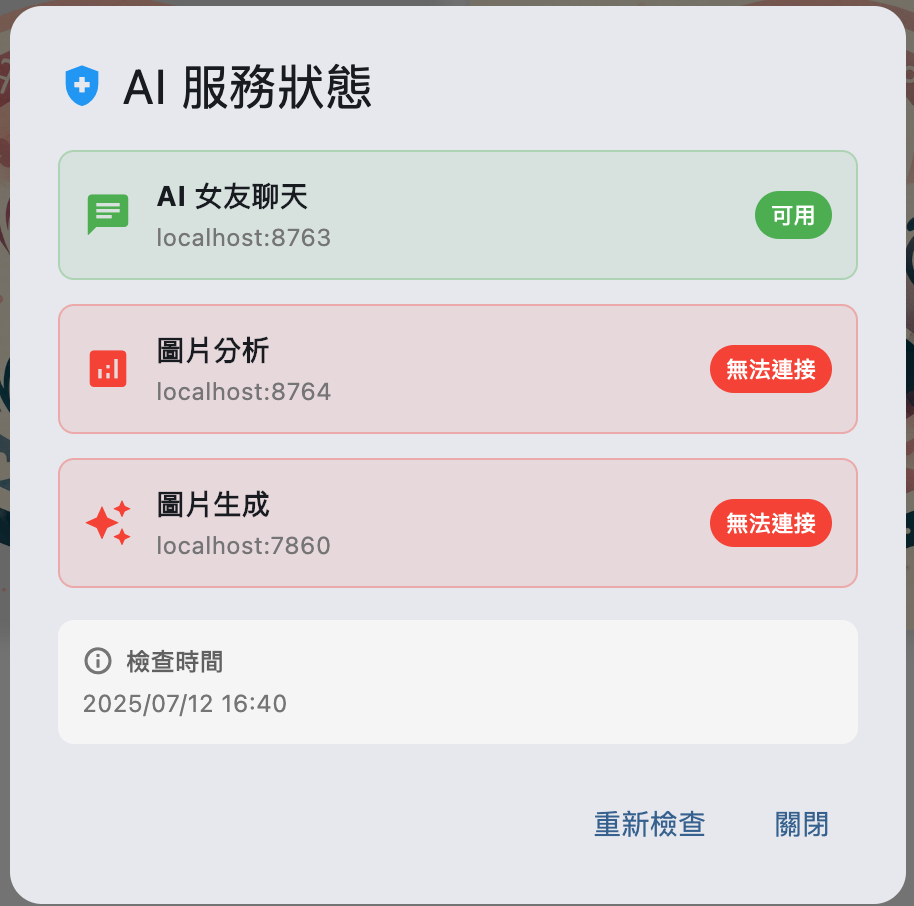 AI 服務狀態
AI 女友聊天
localhost:8763
可用
圖片分析
localhost:8764
無法連接
圖片生成
localhost:7860
無法連接
檢查時間
2025/07/12 16:40
重新檢查
關閉